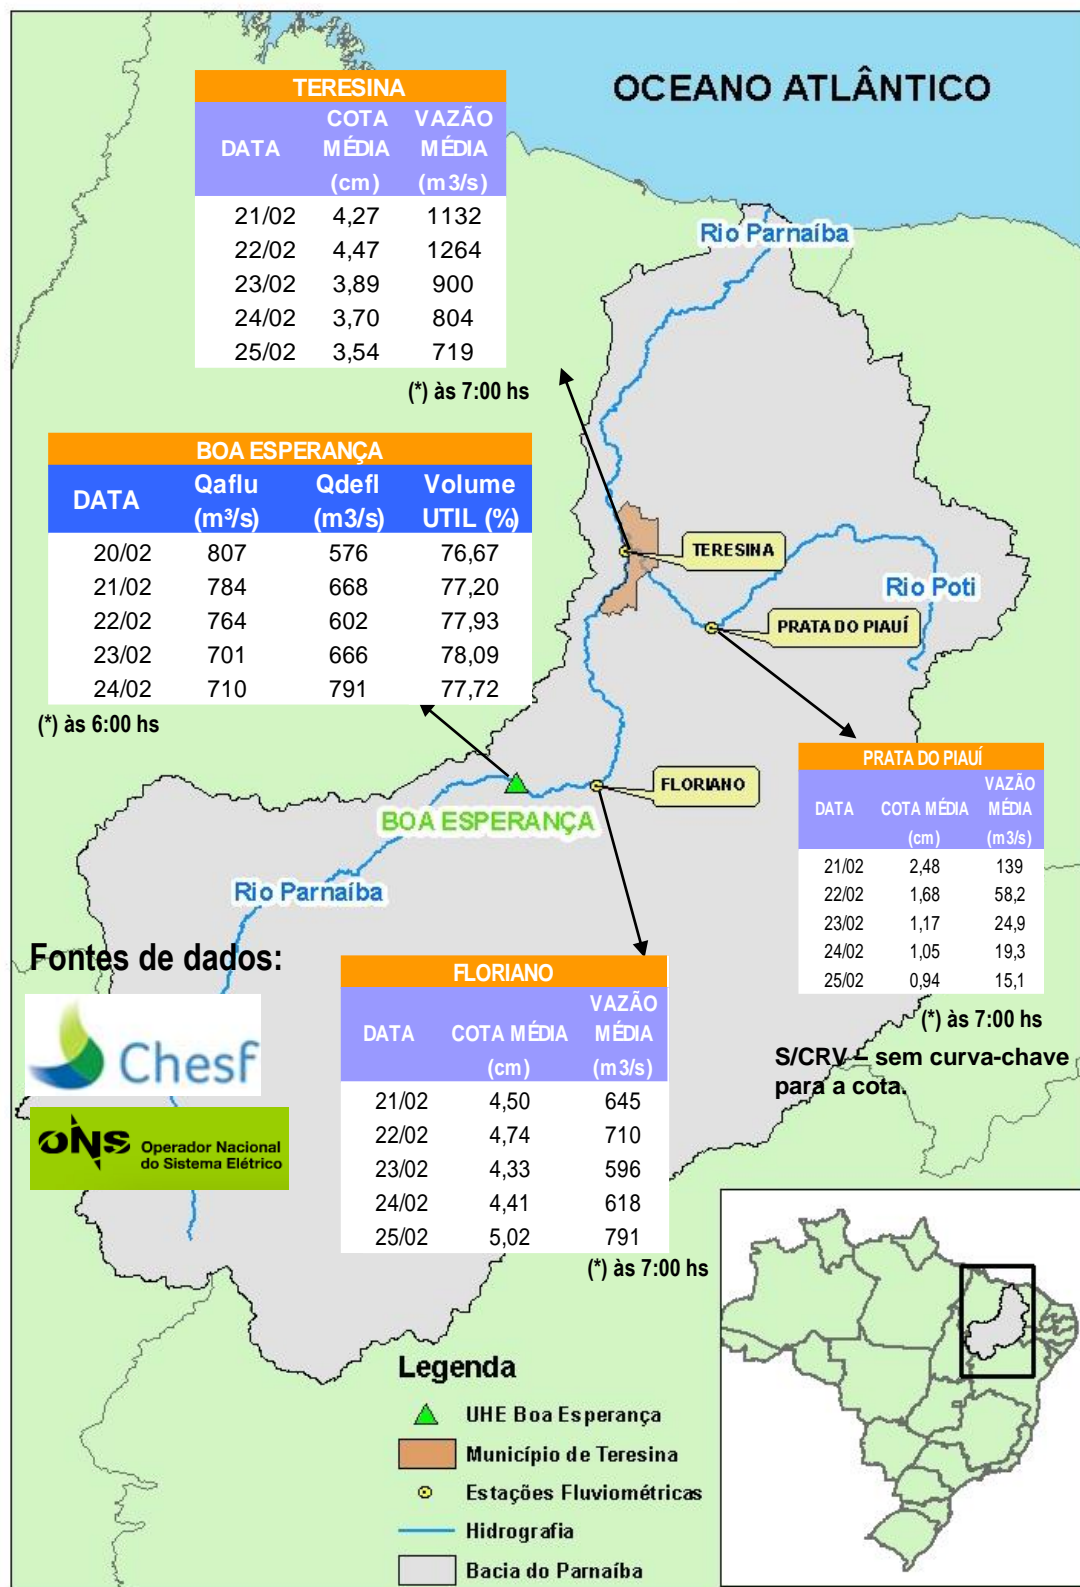 OCEANO ATLÂNTICO
TERESINA
DATA COTA MÉDIA (cm) VAZÃO MÉDIA (m3/s)
21/02 4,27 1132
22/02 4,47 1264
23/02 3,89 900
24/02 3,70 804
25/02 3,54 719
(*) às 7:00 hs
Rio Parnaíba
BOA ESPERANÇA
DATA Qaflu (m³/s) Qdefl (m3/s) Volume UTIL (%)
20/02 807 576 76,67
21/02 784 668 77,20
22/02 764 602 77,93
23/02 701 666 78,09
24/02 710 791 77,72
(*) às 6:00 hs
TERESINA
Rio Poti
PRATA DO PIAUÍ
FLORIANO
BOA ESPERANÇA
Rio Parnaíba
PRATA DO PIAUÍ
DATA COTA MÉDIA (cm) VAZÃO MÉDIA (m3/s)
21/02 2,48 139
22/02 1,68 58,2
23/02 1,17 24,9
24/02 1,05 19,3
25/02 0,94 15,1
(*) às 7:00 hs
S/CRV – sem curva-chave
para a cota.
Fontes de dados:
Chesf
ONS Operador Nacional
do Sistema Elétrico
FLORIANO
DATA COTA MÉDIA (cm) VAZÃO MÉDIA (m3/s)
21/02 4,50 645
22/02 4,74 710
23/02 4,33 596
24/02 4,41 618
25/02 5,02 791
(*) às 7:00 hs
Legenda
UHE Boa Esperança
Município de Teresina
Estações Fluviométricas
Hidrografia
Bacia do Parnaíba